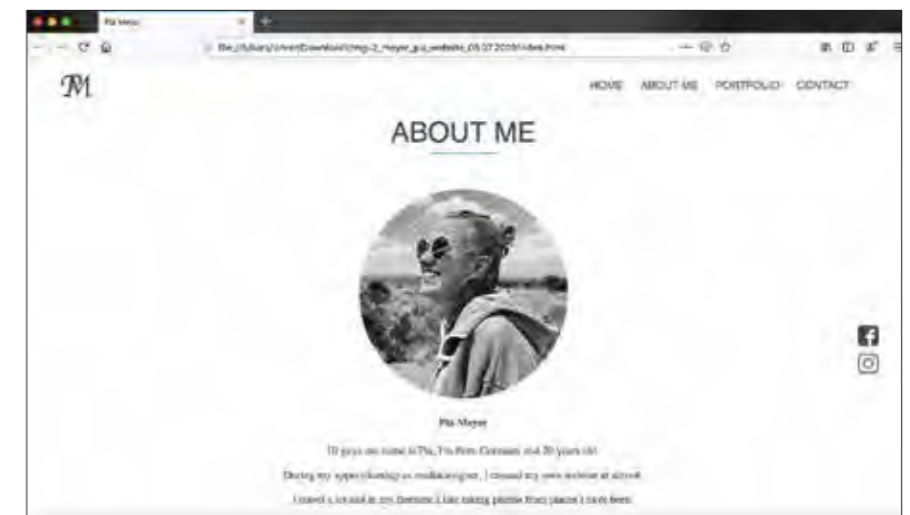 Pia Meyer
PM
HOME ABOUT ME PORTFOLIO CONTACT
ABOUT ME
Pia Meyer
guys my name is Pia, I'm from Germany and 20 years old.
During my apprenticeship as mediadesigner, I created my own website at school.
I travel a lot and in my freetime I like taking photos from places I have been.